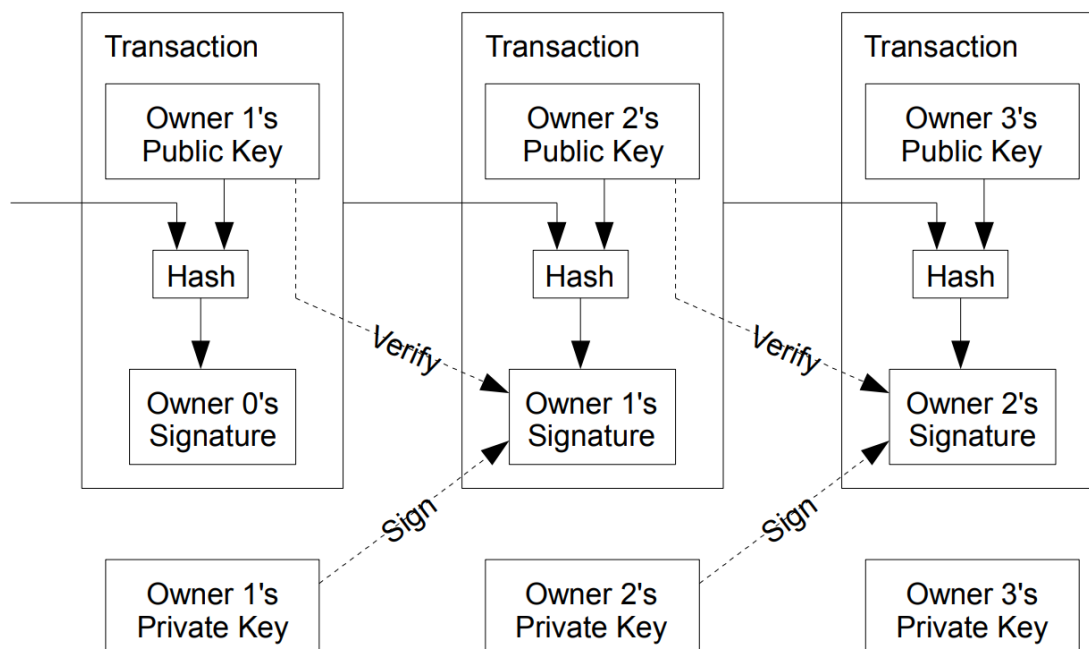 Transaction
Owner 1's
Public Key
Hash
Owner 0's
Signature
Transaction
Owner 2's
Public Key
Hash
Verify
Owner 1's
Signature
Transaction
Owner 3's
Public Key
Hash
Verify
Owner 2's
Signature
Sign
Sign
Owner 1's
Private Key
Owner 2's
Private Key
Owner 3's
Private Key